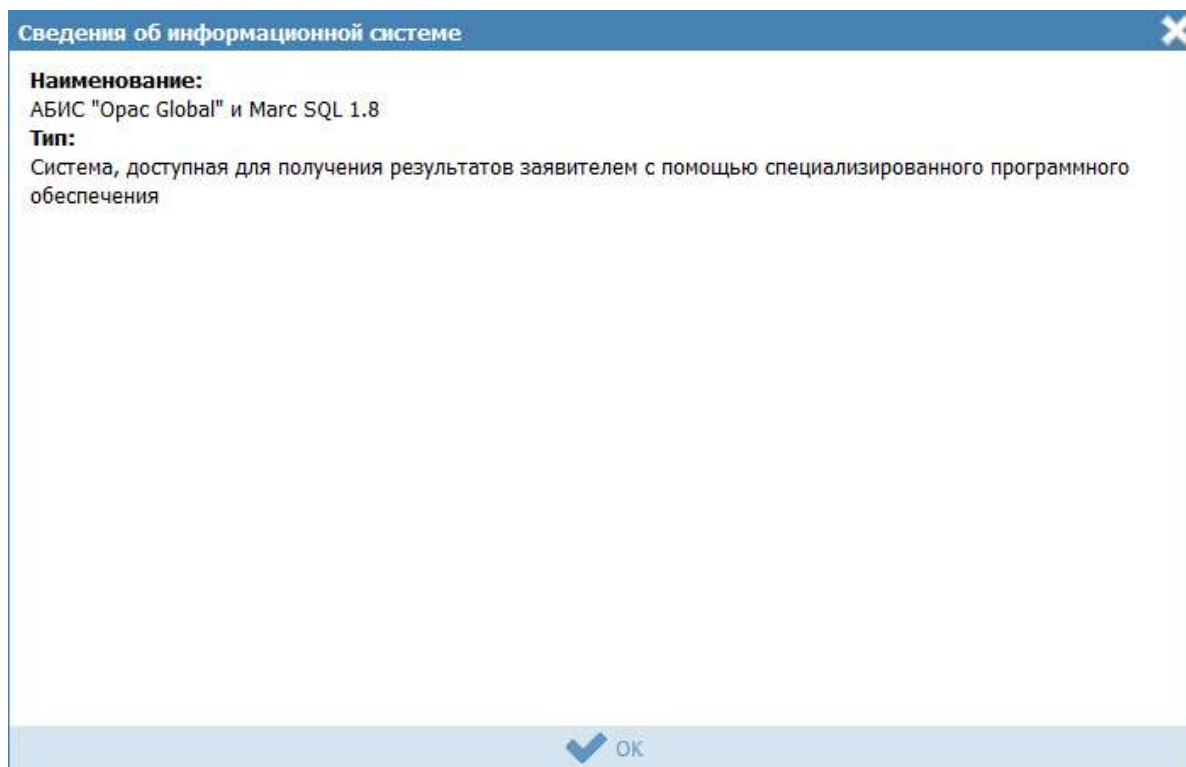 Сведения об информационной системе
Наименование:
АБИС "Opac Global" и Marc SQL 1.8
Тип:
Система, доступная для получения результатов заявителем с помощью специализированного программного
обеспечения
ОК